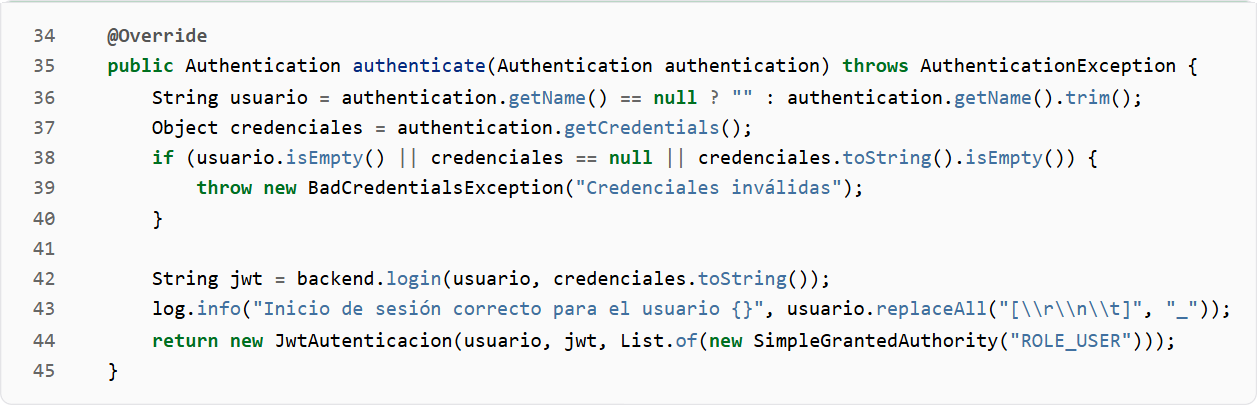 34 @Override
35 public Authentication authenticate(Authentication authentication) throws AuthenticationException {
36 String usuario = authentication.getName() == null ? "" : authentication.getName().trim();
37 Object credenciales = authentication.getCredentials();
38 if (usuario.isEmpty() || credenciales == null || credenciales.toString().isEmpty()) {
39 throw new BadCredentialsException("Credenciales inválidas");
40 }
41
42 String jwt = backend.login(usuario, credenciales.toString());
43 log.info("Inicio de sesión correcto para el usuario {}", usuario.replaceAll("[\\r\\n\\t]", "_"));
44 return new JwtAutenticacion(usuario, jwt, List.of(new SimpleGrantedAuthority("ROLE_USER")));
45 }